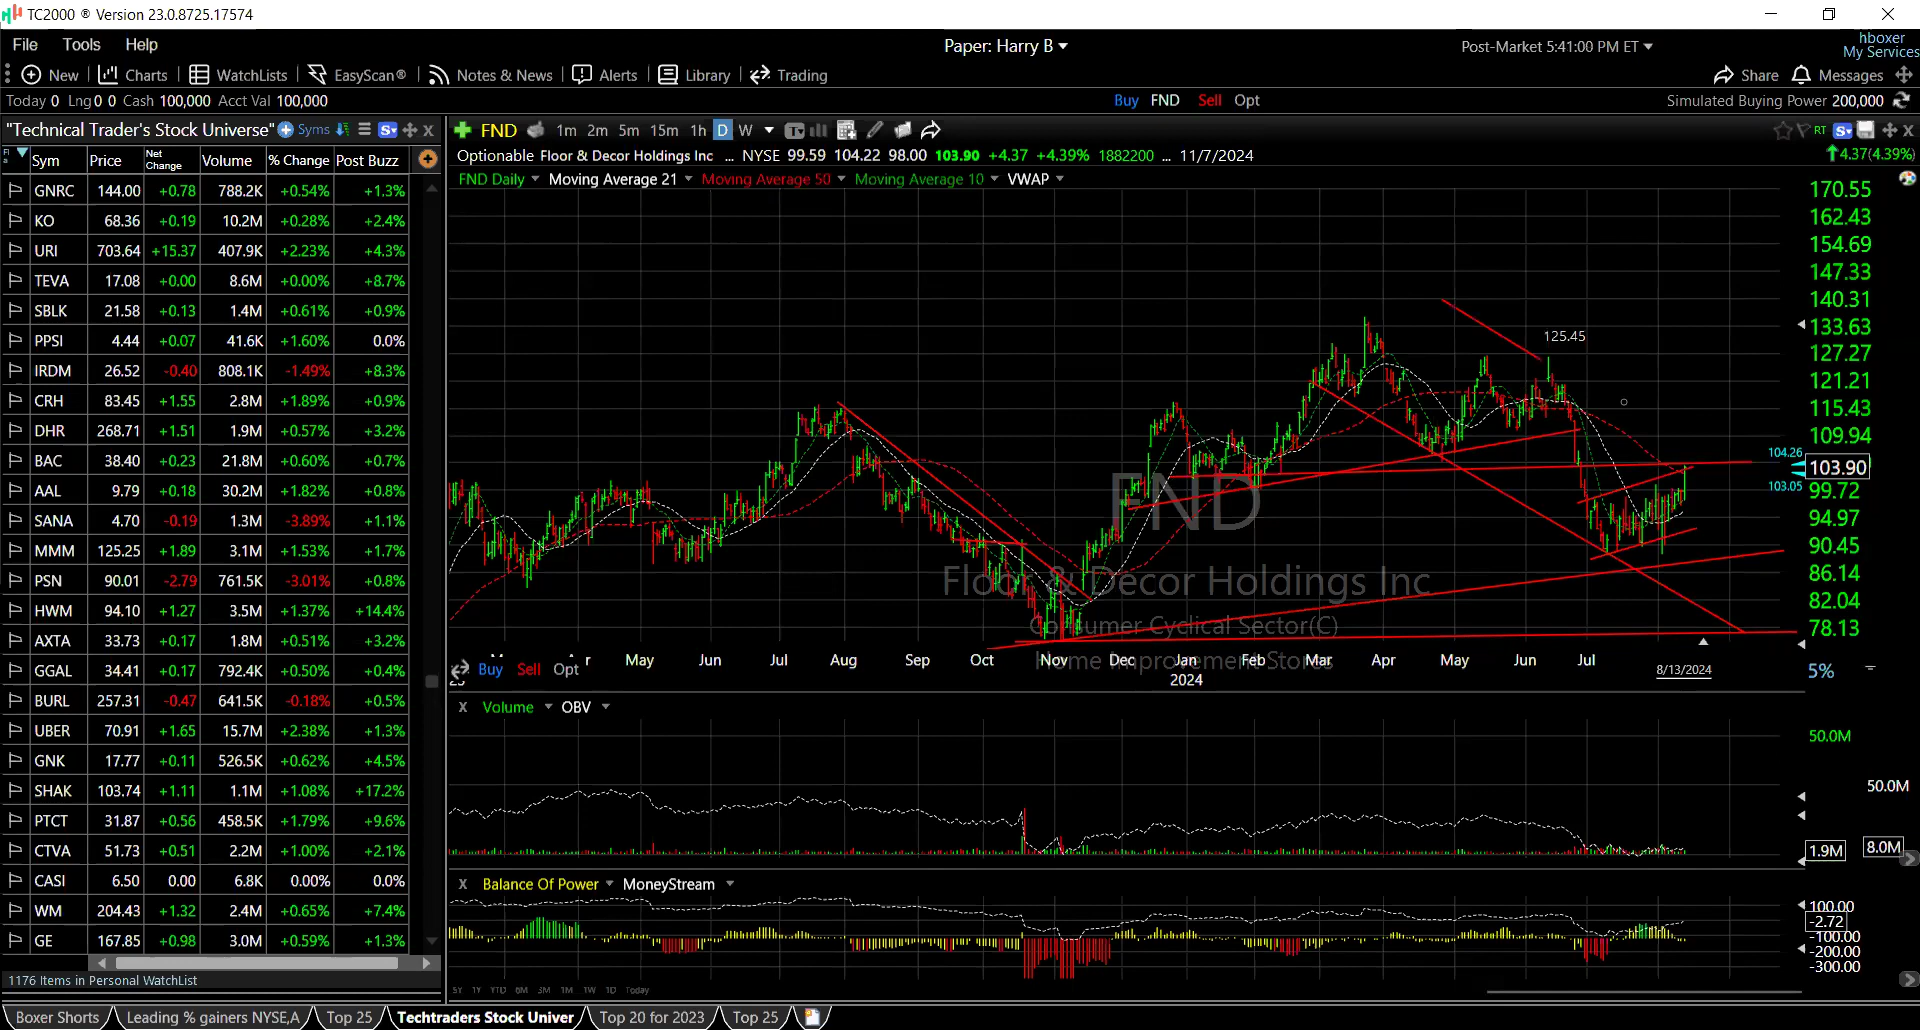 TC2000 ® Version 23.0.8725.17574
File Tools Help
Paper: Harry B
Post-Market 5:41:00 PM ET
hboxer
My Services
New Charts WatchLists EasyScan® Notes & News Alerts Library Trading
Share Messages
Today 0 Lng 0 0 Cash 100,000 Acct Val 100,000
Buy FND Sell Opt
Simulated Buying Power 200,000
"Technical Trader's Stock Universe" Syms
FND 1m 2m 5m 15m 1h D W
RT
Sym Price Net Change Volume % Change Post Buzz
Optionable Floor & Decor Holdings Inc ... NYSE 99.59 104.22 98.00 103.90 +4.37 +4.39% 1882200 ... 11/7/2024
4.37(4.39%)
FND Daily Moving Average 21 Moving Average 50 Moving Average 10 VWAP
GNRC 144.00 +0.78 788.2K +0.54% +1.3%
KO 68.36 +0.19 10.2M +0.28% +2.4%
URI 703.64 +15.37 407.9K +2.23% +4.3%
TEVA 17.08 +0.00 8.6M +0.00% +8.7%
SBLK 21.58 +0.13 1.4M +0.61% +0.9%
PPSI 4.44 +0.07 41.6K +1.60% 0.0%
IRDM 26.52 -0.40 808.1K -1.49% +8.3%
CRH 83.45 +1.55 2.8M +1.89% +0.9%
DHR 268.71 +1.51 1.9M +0.57% +3.2%
BAC 38.40 +0.23 21.8M +0.60% +0.7%
AAL 9.79 +0.18 30.2M +1.82% +0.8%
SANA 4.70 -0.19 1.3M -3.89% +1.1%
MMM 125.25 +1.89 3.1M +1.53% +1.7%
PSN 90.01 -2.79 761.5K -3.01% +0.8%
HWM 94.10 +1.27 3.5M +1.37% +14.4%
AXTA 33.73 +0.17 1.8M +0.51% +3.2%
GGAL 34.41 +0.17 792.4K +0.50% +0.4%
BURL 257.31 -0.47 641.5K -0.18% +0.5%
UBER 70.91 +1.65 15.7M +2.38% +1.3%
GNK 17.77 +0.11 526.5K +0.62% +4.5%
SHAK 103.74 +1.11 1.1M +1.08% +17.2%
PTCT 31.87 +0.56 458.5K +1.79% +9.6%
CTVA 51.73 +0.51 2.2M +1.00% +2.1%
CASI 6.50 0.00 6.8K 0.00% 0.0%
WM 204.43 +1.32 2.4M +0.65% +7.4%
GE 167.85 +0.98 3.0M +0.59% +1.3%
1176 Items in Personal WatchList
170.55
162.43
154.69
147.33
140.31
133.63
127.27
121.21
115.43
109.94
104.26
103.90
103.05
99.72
94.97
90.45
86.14
82.04
78.13
125.45
FND
Floor & Decor Holdings Inc
Consumer Cyclical Sector(C)
Home Improvement Stores
May Jun Jul Aug Sep Oct Nov Dec Jan Feb Mar Apr May Jun Jul
2024
8/13/2024
5%
Buy Sell Opt
X Volume OBV
50.0M
50.0M
1.9M
8.0M
X Balance Of Power MoneyStream
100.00
-2.72
-100.00
-200.00
-300.00
5Y 1Y YTD 6M 3M 1M 1W 1D Today
Boxer Shorts Leading % gainers NYSE,A Top 25 Techtraders Stock Univer Top 20 for 2023 Top 25